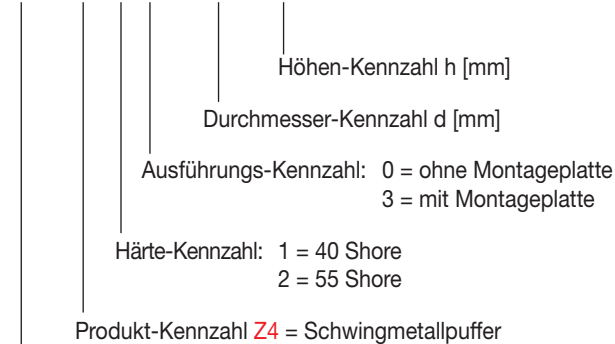 Höhen-Kennzahl h [mm]
Durchmesser-Kennzahl d [mm]
Ausführungs-Kennzahl: 0 = ohne Montageplatte
3 = mit Montageplatte
Härte-Kennzahl: 1 = 40 Shore
2 = 55 Shore
Produkt-Kennzahl Z4 = Schwingmetallpuffer